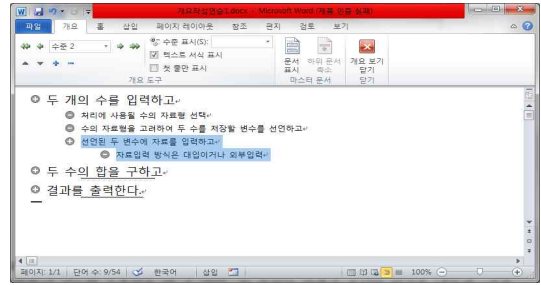 개요작성연습1.docx - Microsoft Word (제품 인증 실패)
파일 개요 홈 삽입 페이지 레이아웃 참조 편지 검토 보기
수준 2 수준 표시(S):
텍스트 서식 표시
첫 줄만 표시
문서 표시 하위 문서 축소 개요 보기 닫기
개요 도구 마스터 문서 닫기
두 개의 수를 입력하고
처리에 사용될 수의 자료형 선택
수의 자료형을 고려하여 두 수를 저장할 변수를 선언하고
선언된 두 변수에 자료를 입력하고
자료입력 방식은 대입이거나 외부입력
두 수의 합을 구하고
결과를 출력한다.
페이지: 1/1 단어 수: 9/54 한국어 삽입 100%